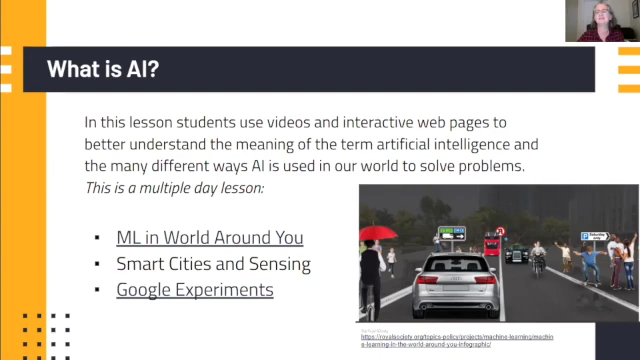 What is AI?
In this lesson students use videos and interactive web pages to
better understand the meaning of the term artificial intelligence and
the many different ways AI is used in our world to solve problems.
This is a multiple day lesson:
▪ ML in World Around You
▪ Smart Cities and Sensing
▪ Google Experiments
https://royalsociety.org/topics-policy/projects/machine-learning/machin
e-learning-in-the-world-around-you-infographic/